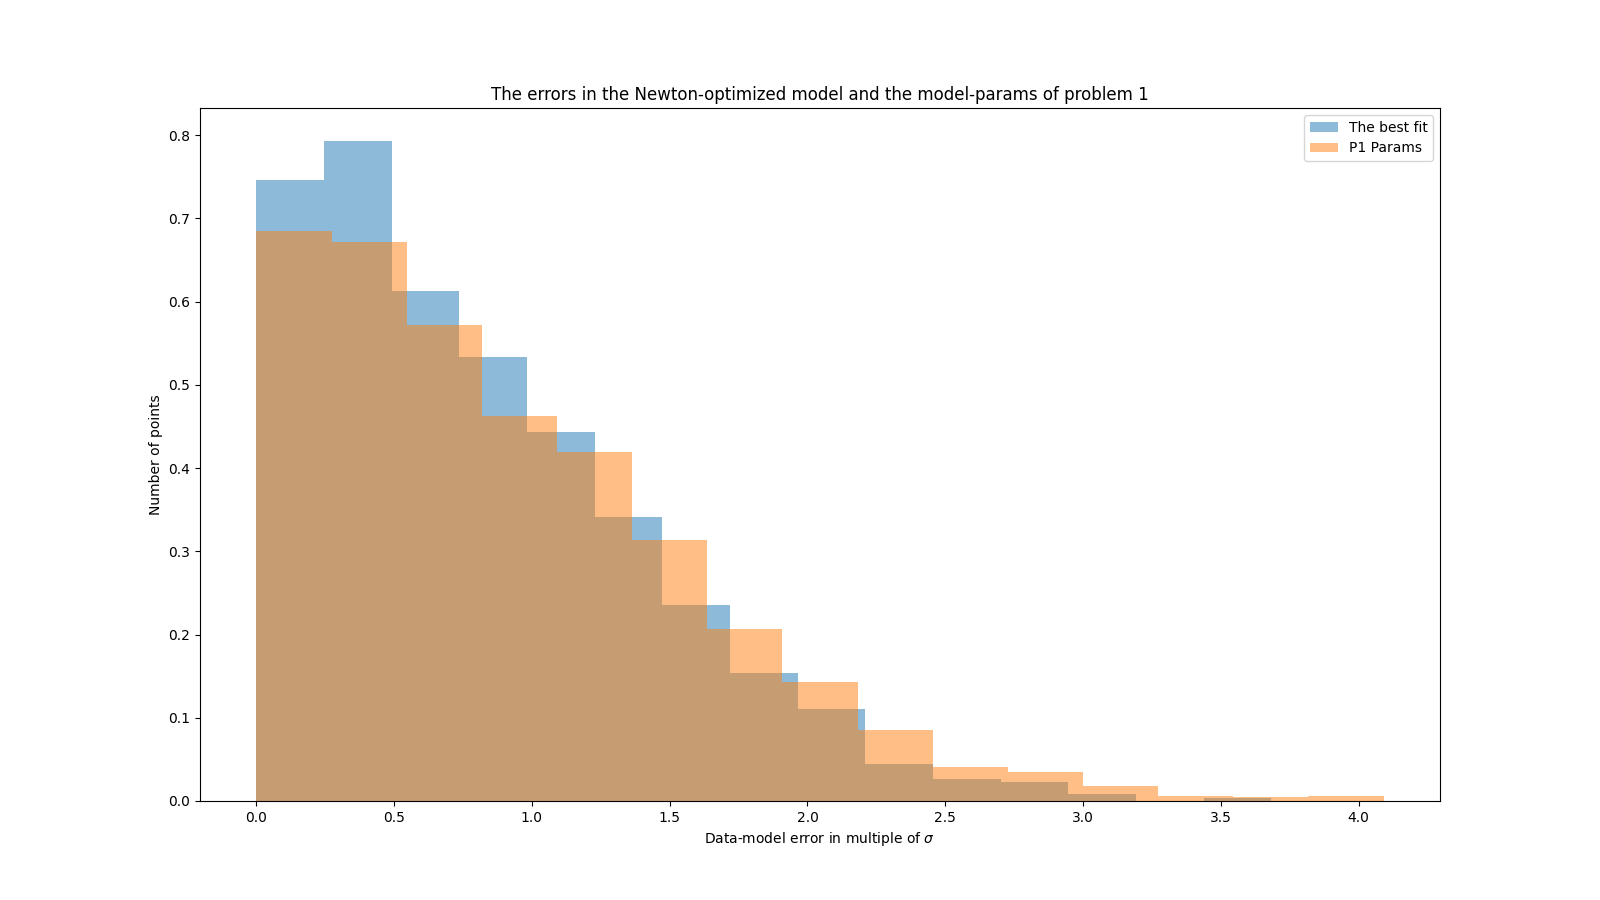 The errors in the Newton-optimized model and the model-params of problem 1
The best fit
P1 Params
0.8
0.7
0.6
0.5
0.4
0.3
0.2
0.1
0.0
Number of points
0.0 0.5 1.0 1.5 2.0 2.5 3.0 3.5 4.0
Data-model error in multiple of σ